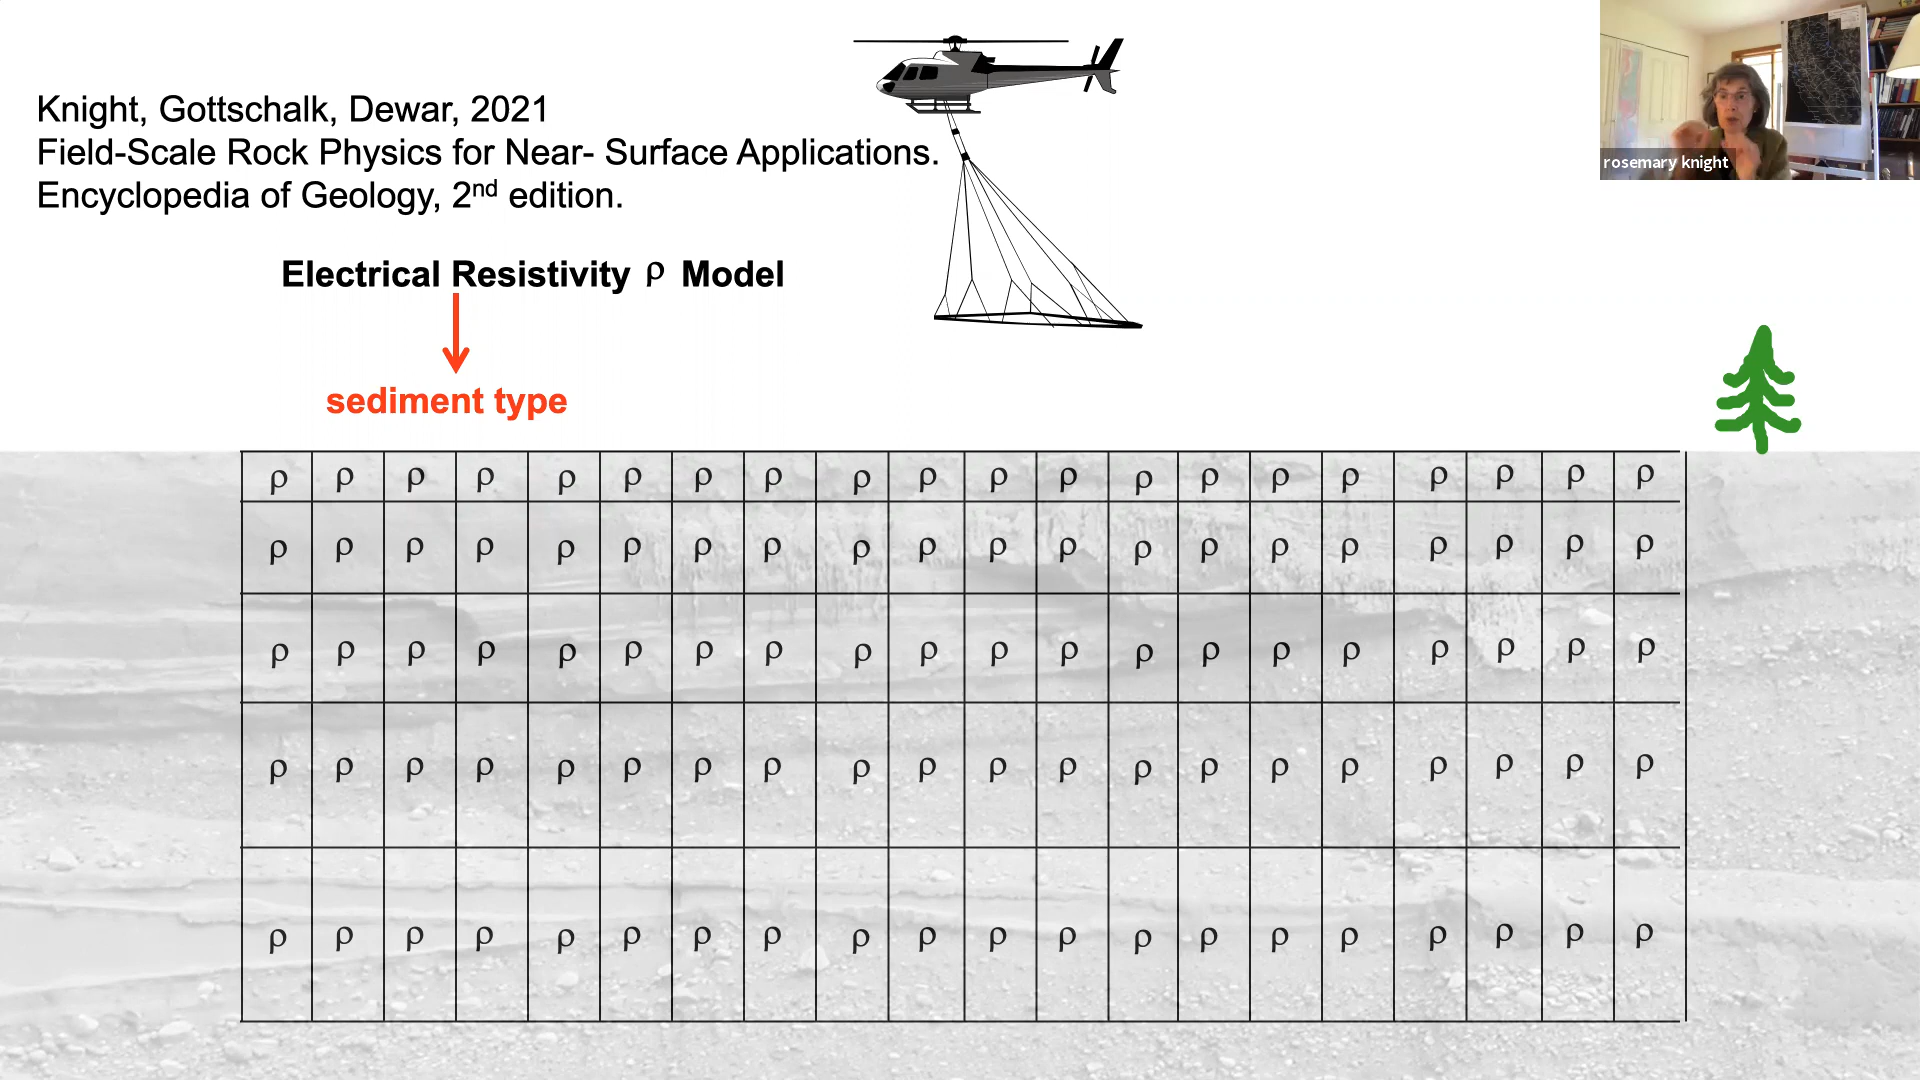 Knight, Gottschalk, Dewar, 2021
Field-Scale Rock Physics for Near- Surface Applications.
Encyclopedia of Geology, 2nd edition.
rosemary knight
Electrical Resistivity ρ Model
sediment type
ρ ρ ρ ρ ρ ρ ρ ρ ρ ρ ρ ρ ρ ρ ρ ρ ρ ρ ρ ρ
ρ ρ ρ ρ ρ ρ ρ ρ ρ ρ ρ ρ ρ ρ ρ ρ ρ ρ ρ ρ
ρ ρ ρ ρ ρ ρ ρ ρ ρ ρ ρ ρ ρ ρ ρ ρ ρ ρ ρ ρ
ρ ρ ρ ρ ρ ρ ρ ρ ρ ρ ρ ρ ρ ρ ρ ρ ρ ρ ρ ρ
ρ ρ ρ ρ ρ ρ ρ ρ ρ ρ ρ ρ ρ ρ ρ ρ ρ ρ ρ ρ